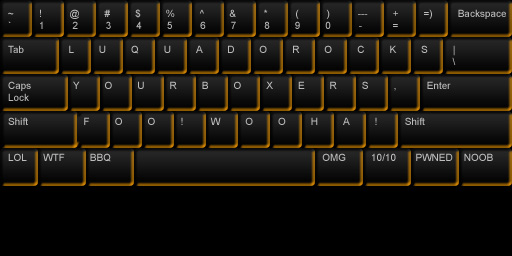 ~ ! @ # $ % ^ & * ( ) --- + =) Backspace
` 1 2 3 4 5 6 7 8 9 0 - =
Tab L U Q U A D O R O C K S |
\
Caps Y O U R B O X E R S , Enter
Lock
Shift F O O ! W O O H A ! Shift
LOL WTF BBQ OMG 10/10 PWNED NOOB